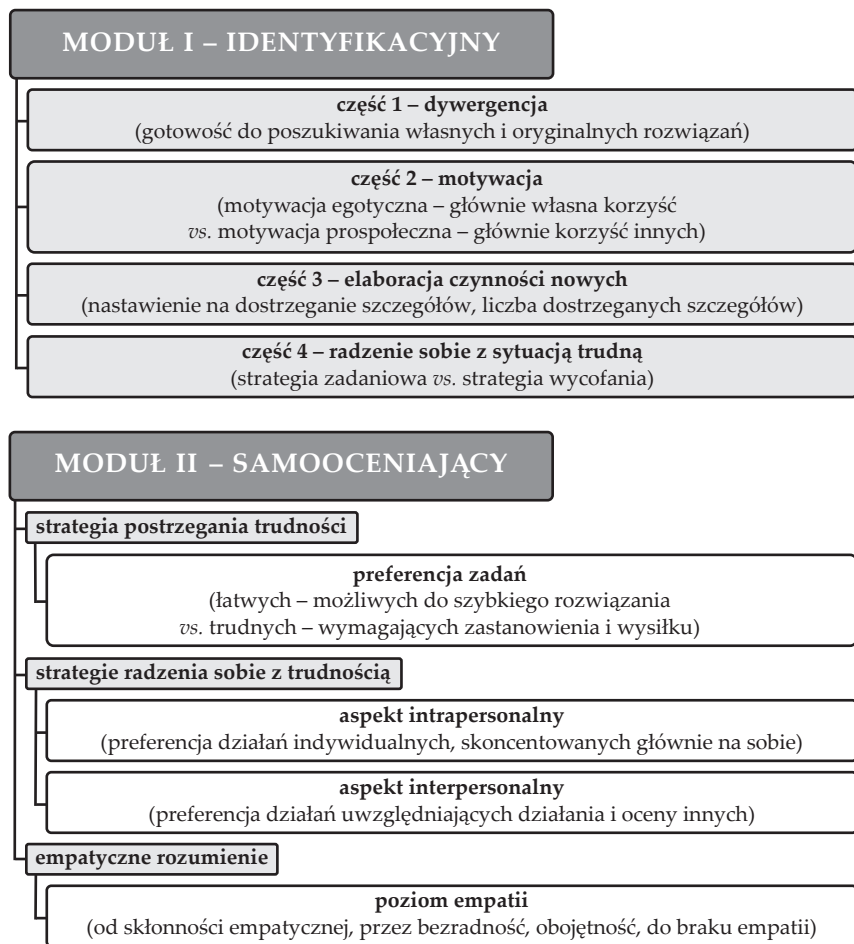 MODUŁ I – IDENTYFIKACYJNY
część 1 – dywergencja
(gotowość do poszukiwania własnych i oryginalnych rozwiązań)
część 2 – motywacja
(motywacja egotyczna – głównie własna korzyść
vs. motywacja prospołeczna – głównie korzyść innych)
część 3 – elaboracja czynności nowych
(nastawienie na dostrzeganie szczegółów, liczba dostrzeganych szczegółów)
część 4 – radzenie sobie z sytuacją trudną
(strategia zadaniowa vs. strategia wycofania)
MODUŁ II – SAMOOCENIAJĄCY
strategia postrzegania trudności
preferencja zadań
(łatwych – możliwych do szybkiego rozwiązania
vs. trudnych – wymagających zastanowienia i wysiłku)
strategie radzenia sobie z trudnością
aspekt intrapersonalny
(preferencja działań indywidualnych, skoncentowanych głównie na sobie)
aspekt interpersonalny
(preferencja działań uwzględniających działania i oceny innych)
empatyczne rozumienie
poziom empatii
(od skłonności empatycznej, przez bezradność, obojętność, do braku empatii)